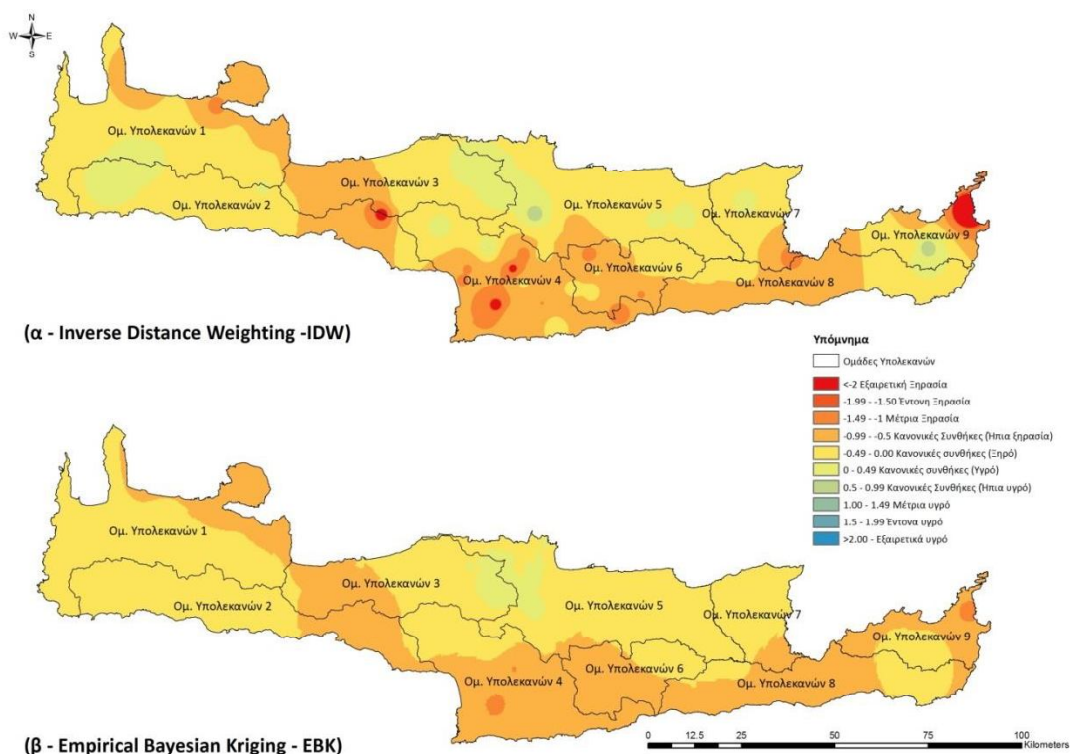 N
W E
S
Ομ. Υπολεκανών 1
Ομ. Υπολεκανών 2
Ομ. Υπολεκανών 3
Ομ. Υπολεκανών 5
Ομ. Υπολεκανών 7
Ομ. Υπολεκανών 9
Ομ. Υπολεκανών 4
Ομ. Υπολεκανών 6
Ομ. Υπολεκανών 8
(α - Inverse Distance Weighting -IDW)
Υπόμνημα
Ομάδες Υπολεκανών
<-2 Εξαιρετική Ξηρασία
-1.99 - -1.50 Έντονη Ξηρασία
-1.49 - -1 Μέτρια Ξηρασία
-0.99 - -0.5 Κανονικές Συνθήκες (Ήπια ξηρασία)
-0.49 - 0.00 Κανονικές συνθήκες (Ξηρό)
0 - 0.49 Κανονικές συνθήκες (Υγρό)
0.5 - 0.99 Κανονικές Συνθήκες (Ήπια υγρό)
1.00 - 1.49 Μέτρια υγρό
1.5 - 1.99 Έντονα υγρό
>2.00 - Εξαιρετικά υγρό
Ομ. Υπολεκανών 1
Ομ. Υπολεκανών 2
Ομ. Υπολεκανών 3
Ομ. Υπολεκανών 5
Ομ. Υπολεκανών 7
Ομ. Υπολεκανών 9
Ομ. Υπολεκανών 4
Ομ. Υπολεκανών 6
Ομ. Υπολεκανών 8
(β - Empirical Bayesian Kriging - EBK)
0 12.5 25 50 75 100
Kilometers